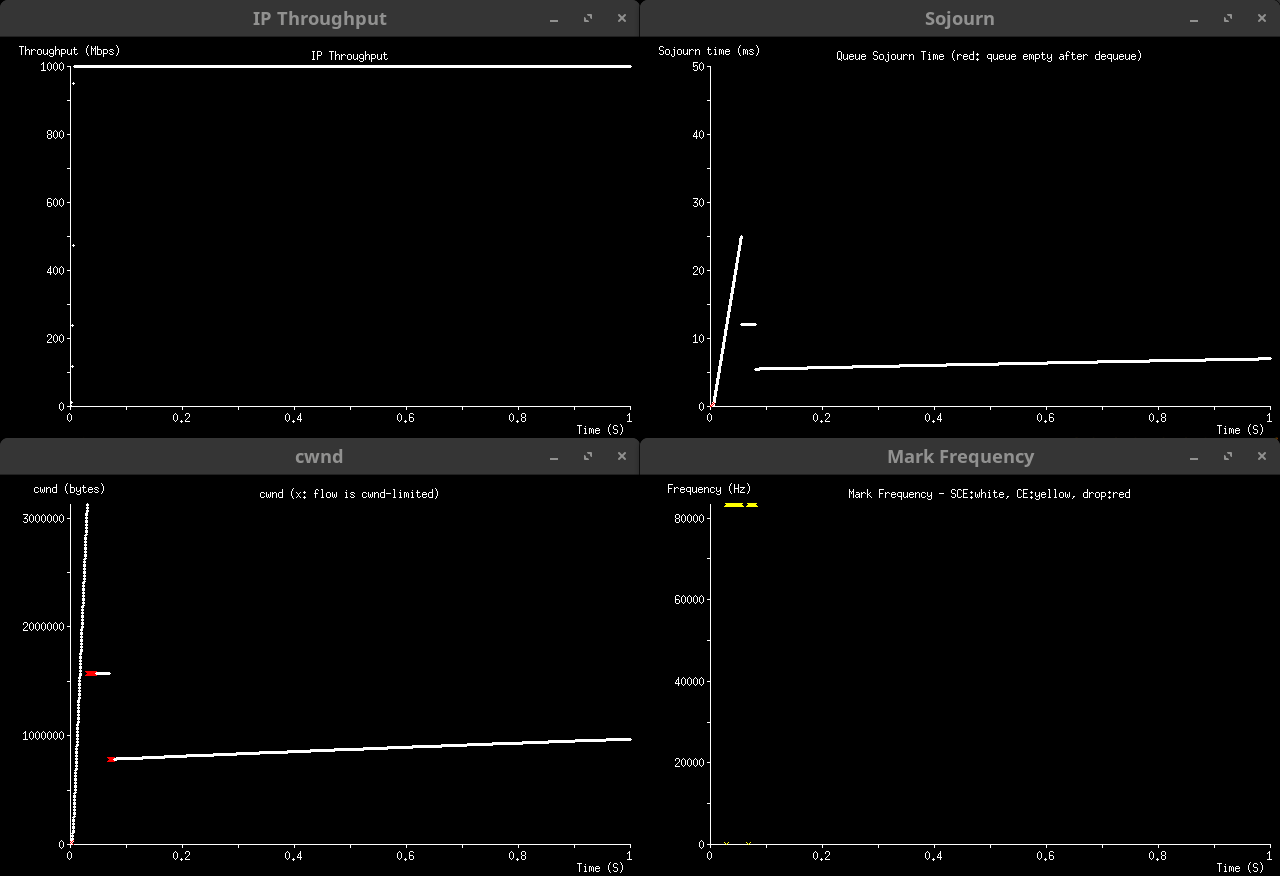 IP Throughput
Throughput (Mbps)
IP Throughput
1000
800
600
400
200
0
0 0.2 0.4 0.6 0.8 1
Time (S)
Sojourn
Sojourn time (ms)
Queue Sojourn Time (red: queue empty after dequeue)
50
40
30
20
10
0
0 0.2 0.4 0.6 0.8 1
Time (S)
cwnd
cwnd (bytes)
cwnd (x: flow is cwnd-limited)
3000000
2000000
1000000
0
0 0.2 0.4 0.6 0.8 1
Time (S)
Mark Frequency
Frequency (Hz)
Mark Frequency - SCE:white, CE:yellow, drop:red
80000
60000
40000
20000
0
0 0.2 0.4 0.6 0.8 1
Time (S)